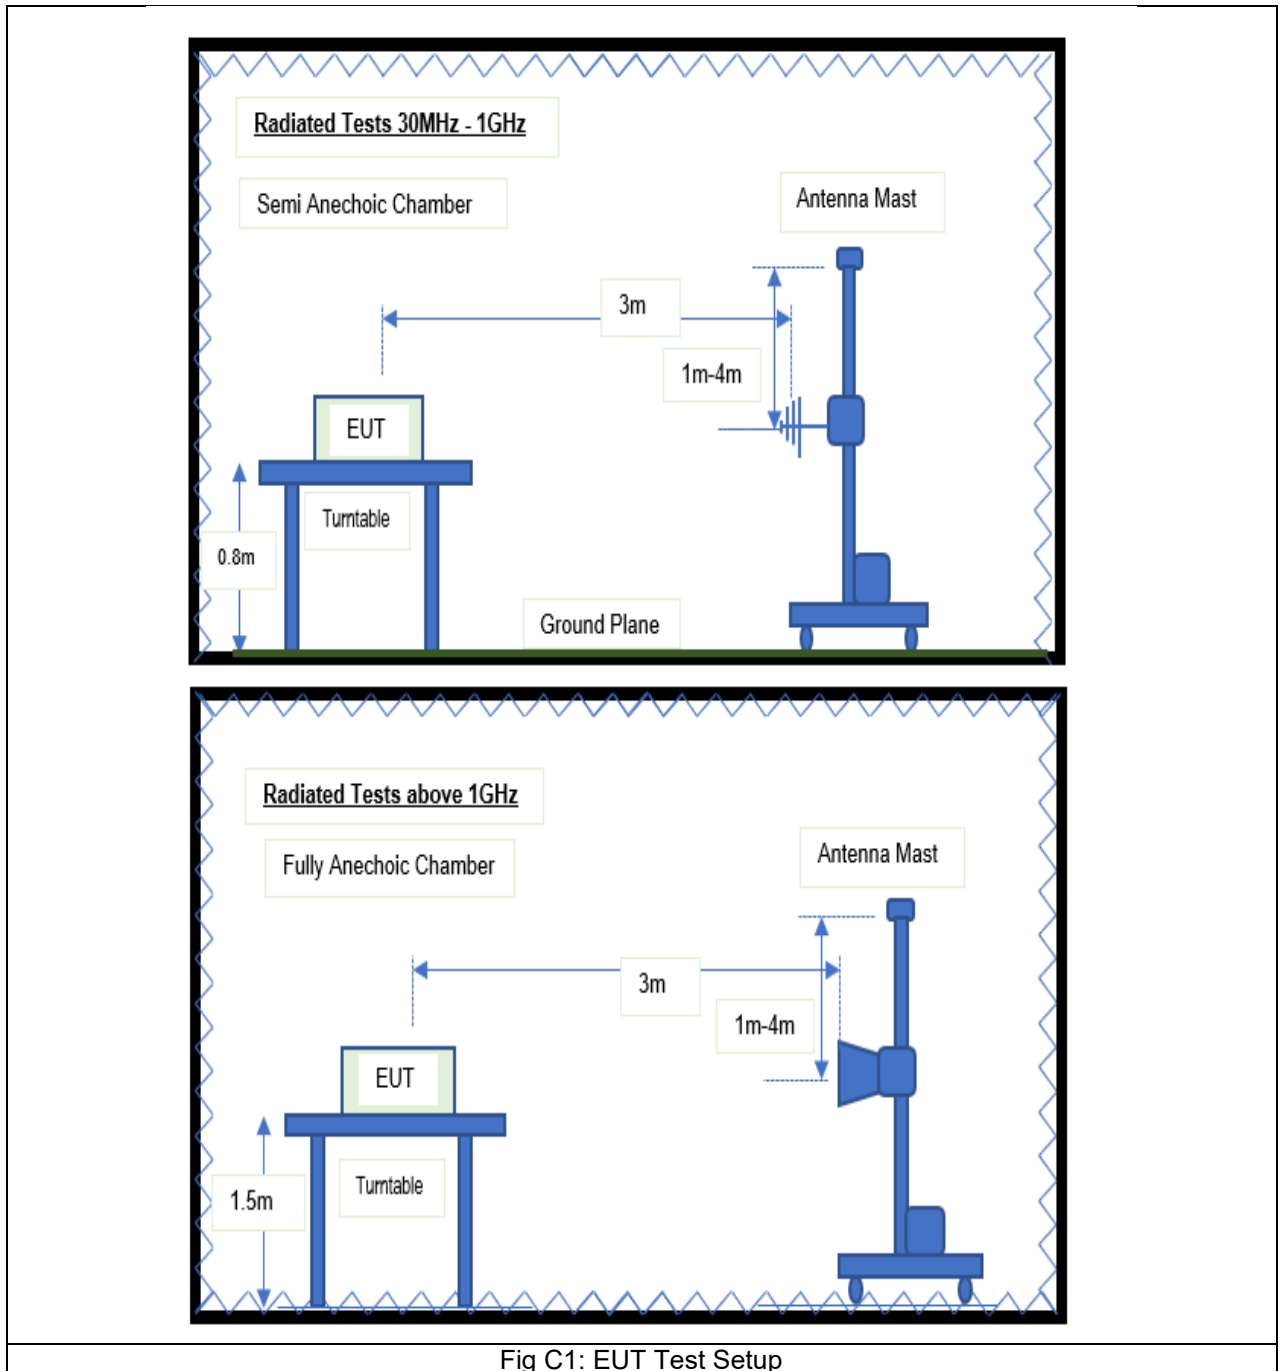 Radiated Tests 30MHz - 1GHz
Semi Anechoic Chamber
Antenna Mast
3m
1m-4m
EUT
Turntable
0.8m
Ground Plane
Radiated Tests above 1GHz
Fully Anechoic Chamber
Antenna Mast
3m
1m-4m
EUT
Turntable
1.5m
Fig C1: EUT Test Setup